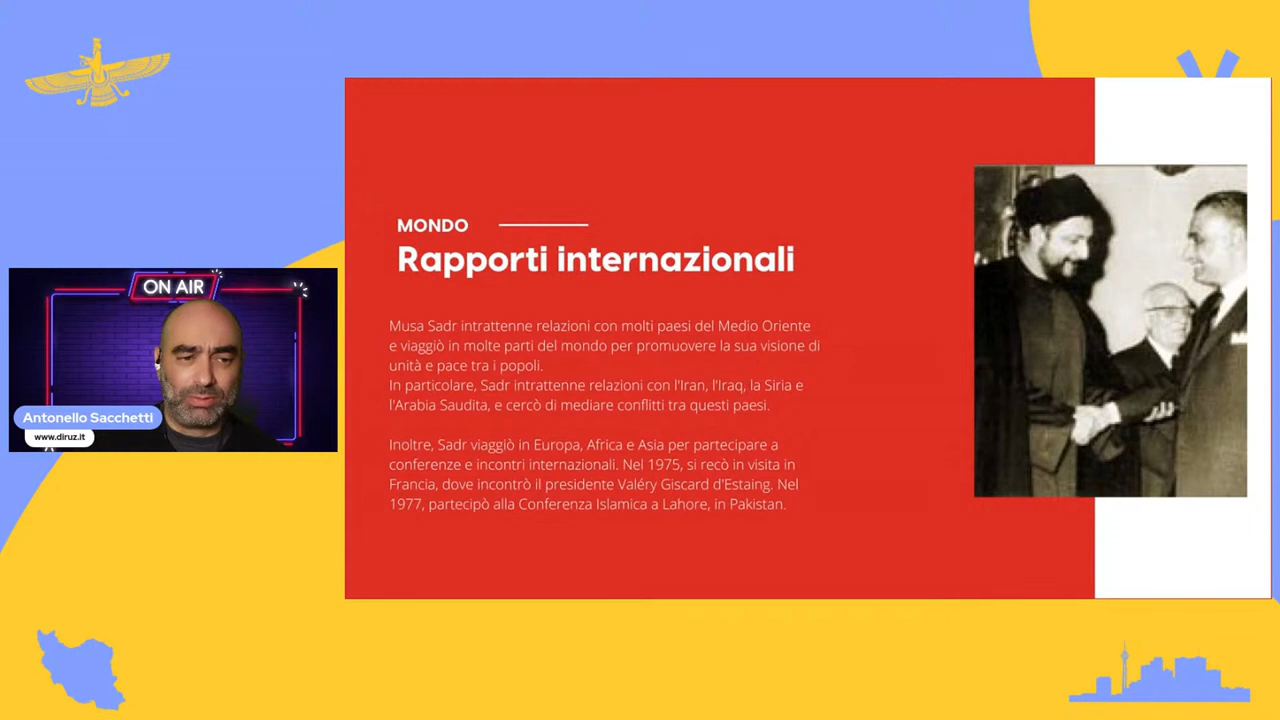 MONDO
Rapporti internazionali
Musa Sadr intrattenne relazioni con molti paesi del Medio Oriente
e viaggiò in molte parti del mondo per promuovere la sua visione di
unità e pace tra i popoli.
In particolare, Sadr intrattenne relazioni con l'Iran, l'Iraq, la Siria e
l'Arabia Saudita, e cercò di mediare conflitti tra questi paesi.
Inoltre, Sadr viaggiò in Europa, Africa e Asia per partecipare a
conferenze e incontri internazionali. Nel 1975, si recò in visita in
Francia, dove incontrò il presidente Valéry Giscard d'Estaing. Nel
1977, partecipò alla Conferenza Islamica a Lahore, in Pakistan.
ON AIR
Antonello Sacchetti
www.diruz.it